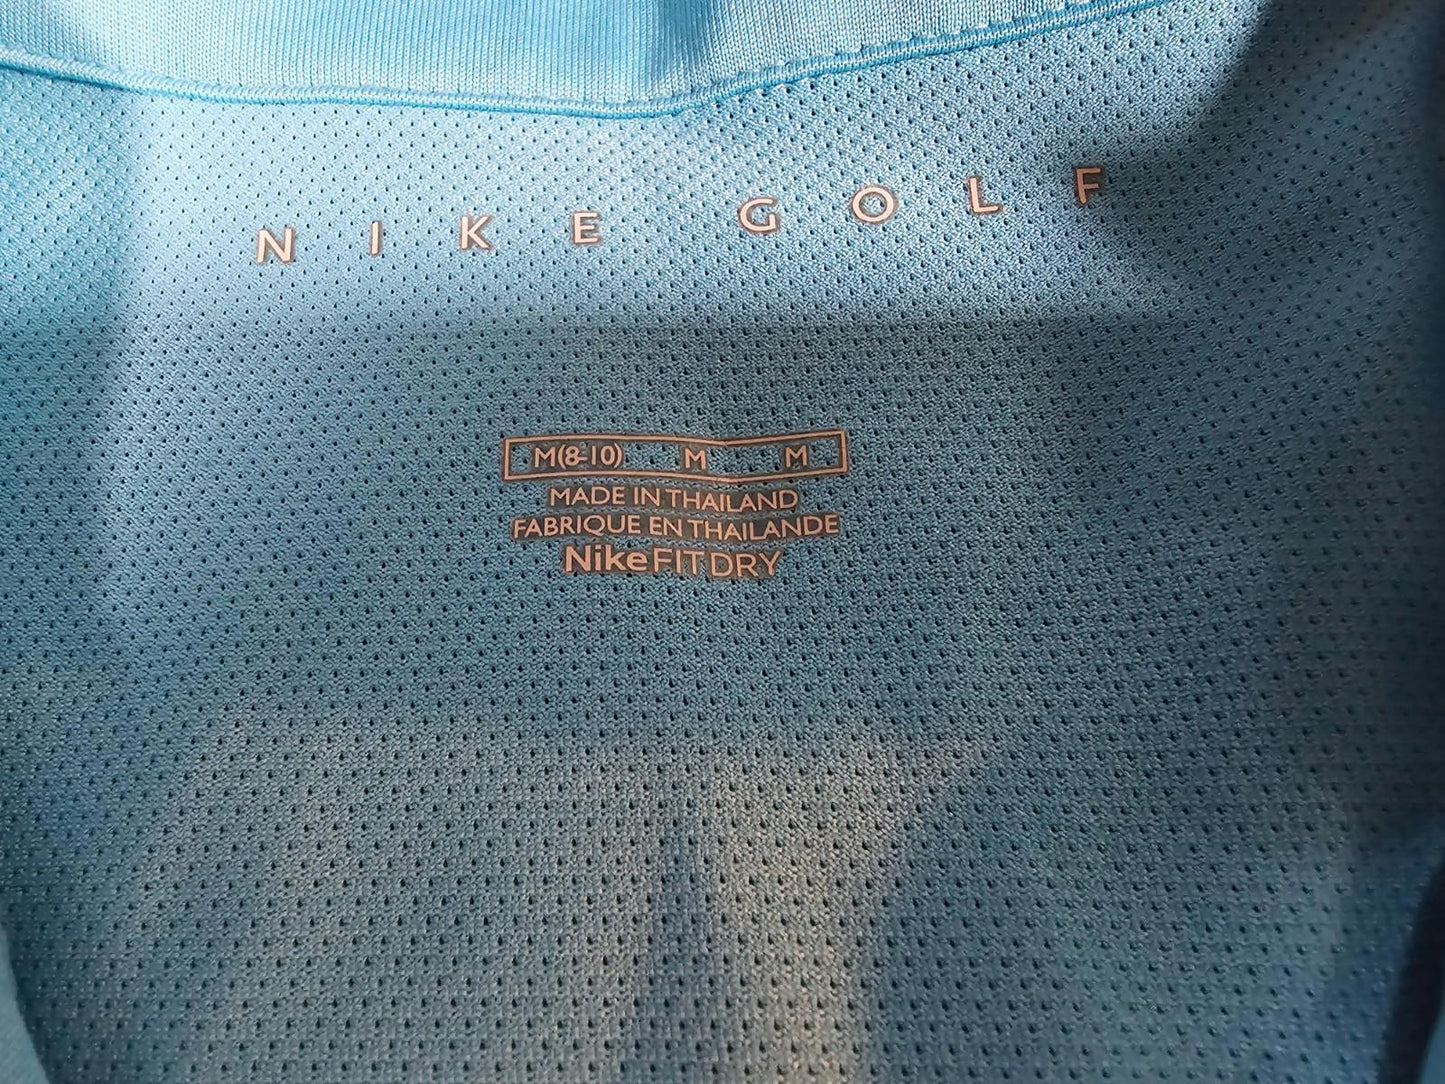 NIKE GOLF
M(8-10) M M
MADE IN THAILAND
FABRIQUE EN THAILANDE
NikeFIT DRY